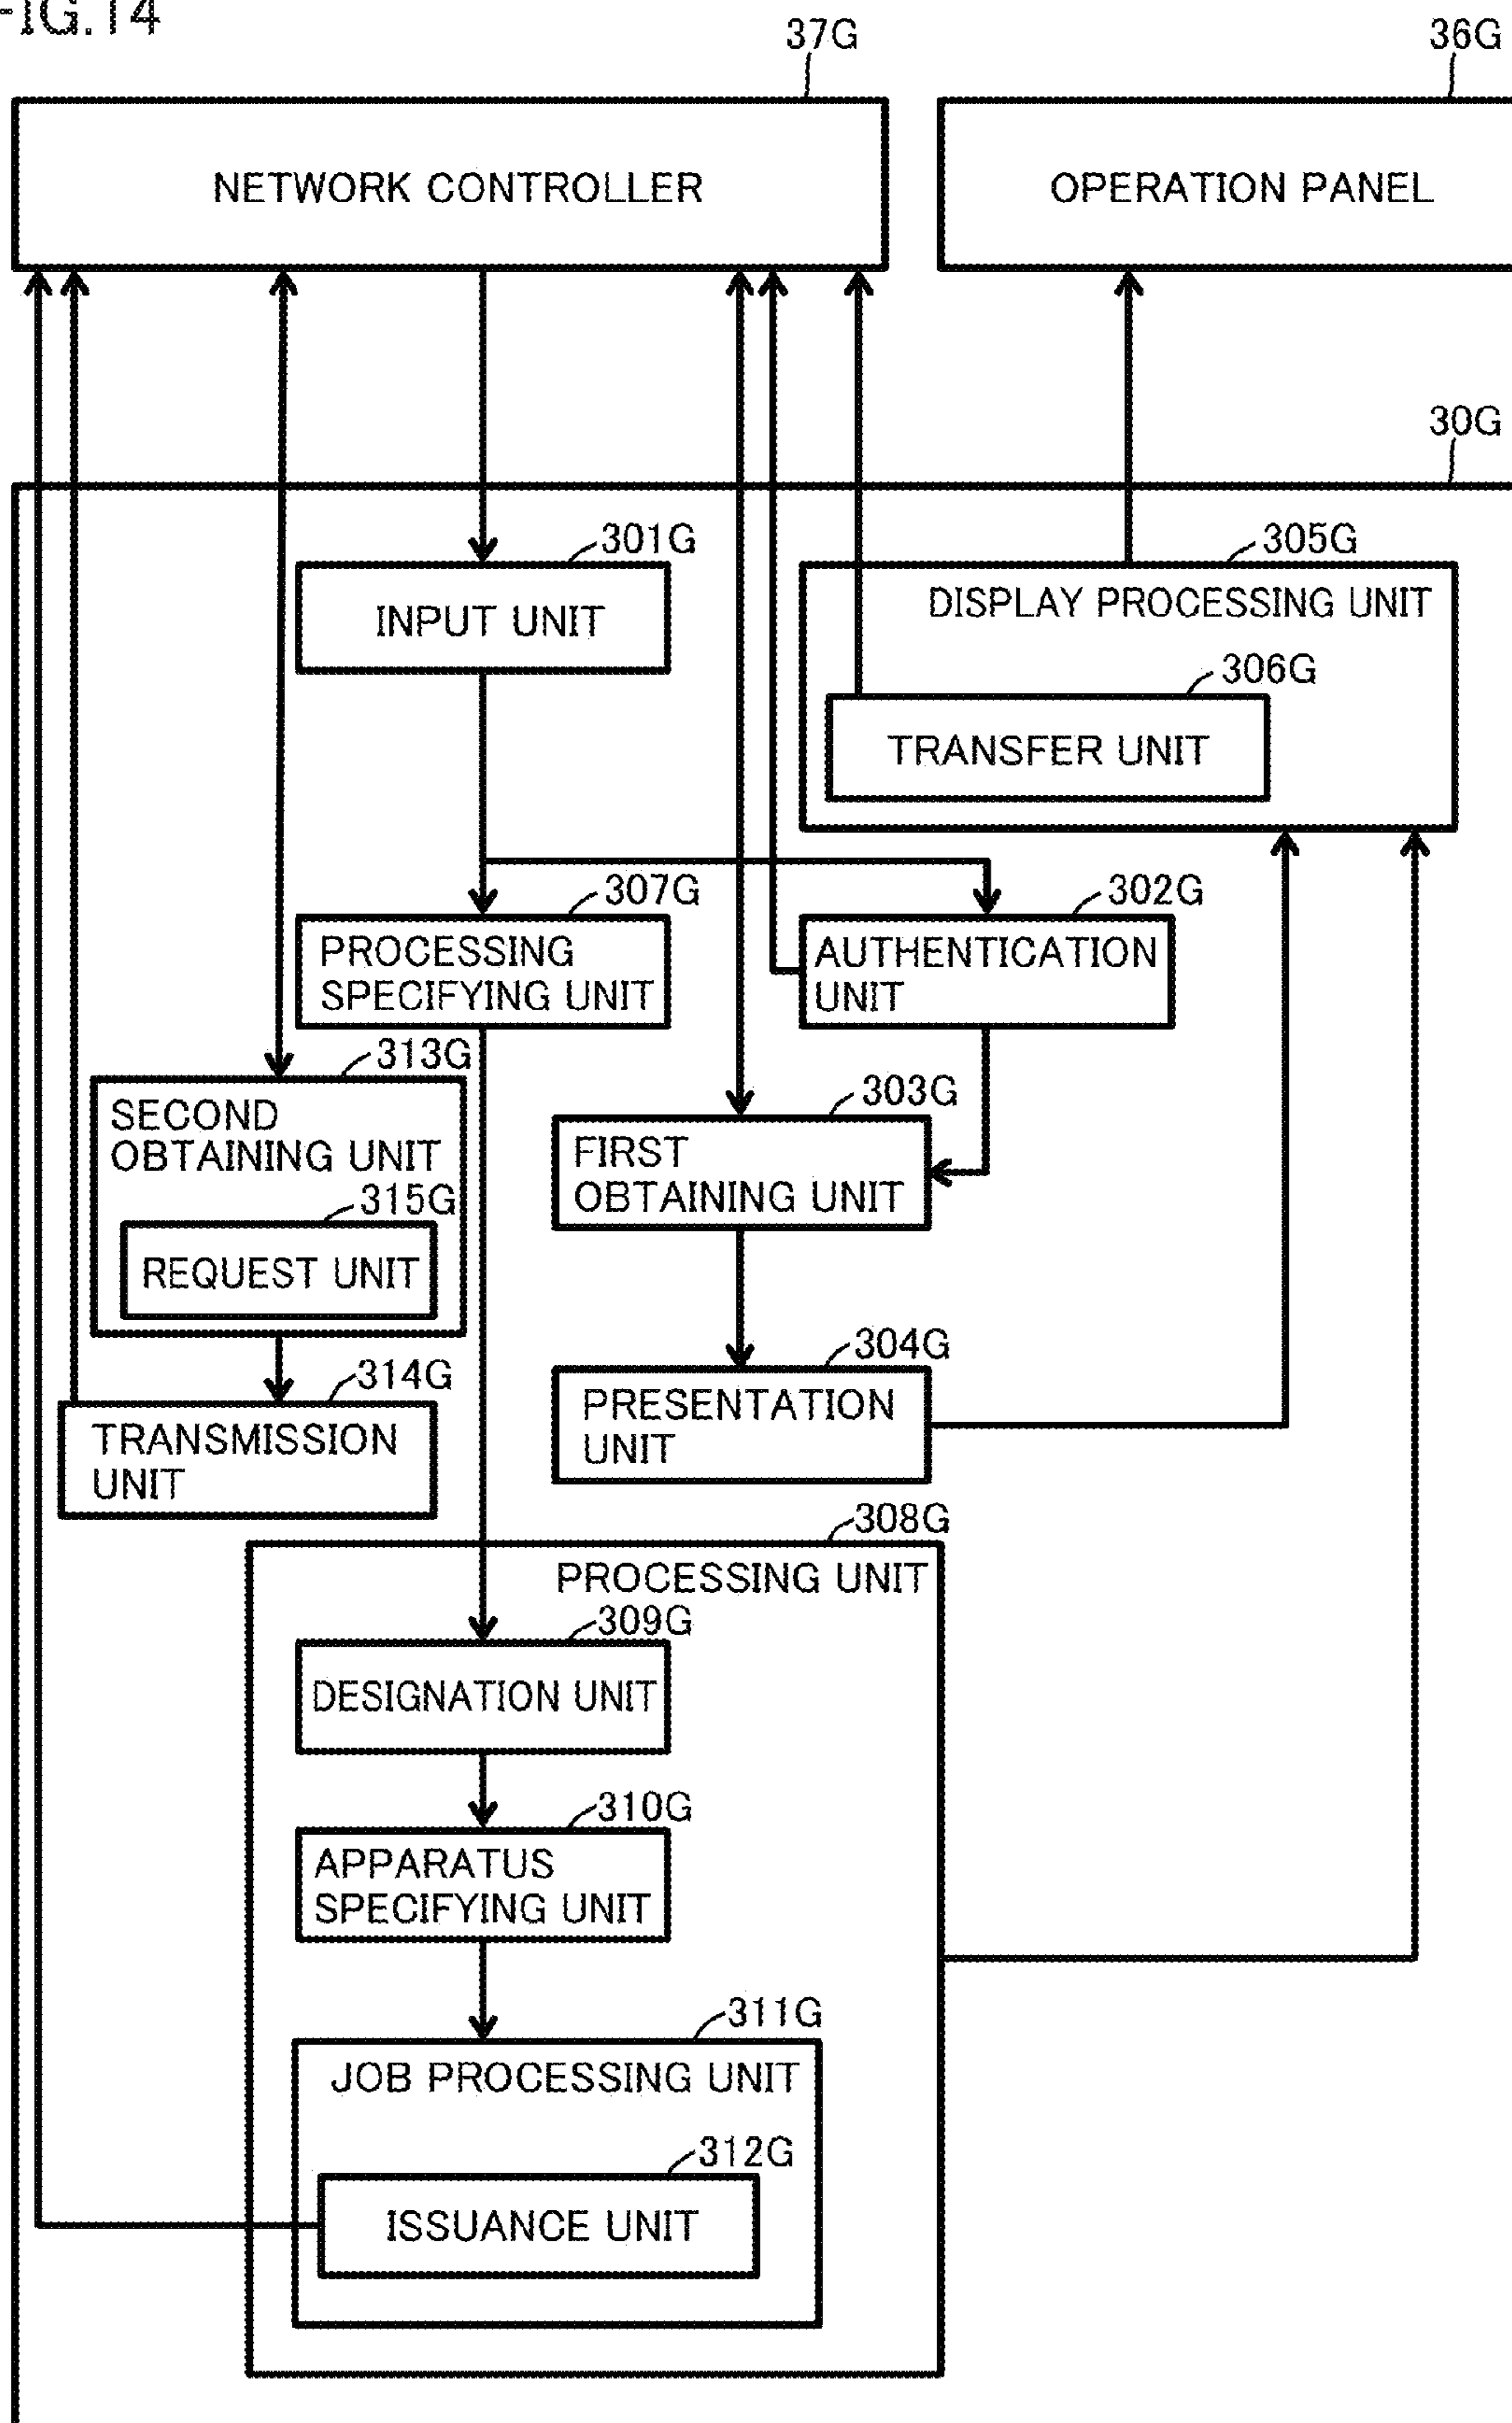 FIG.14
37G
36G
NETWORK CONTROLLER
OPERATION PANEL
30G
301G
INPUT UNIT
305G
DISPLAY PROCESSING UNIT
306G
TRANSFER UNIT
307G
PROCESSING
SPECIFYING UNIT
302G
AUTHENTICATION
UNIT
313G
SECOND
OBTAINING UNIT
315G
REQUEST UNIT
303G
FIRST
OBTAINING UNIT
314G
TRANSMISSION
UNIT
304G
PRESENTATION
UNIT
308G
PROCESSING UNIT
309G
DESIGNATION UNIT
310G
APPARATUS
SPECIFYING UNIT
311G
JOB PROCESSING UNIT
312G
ISSUANCE UNIT